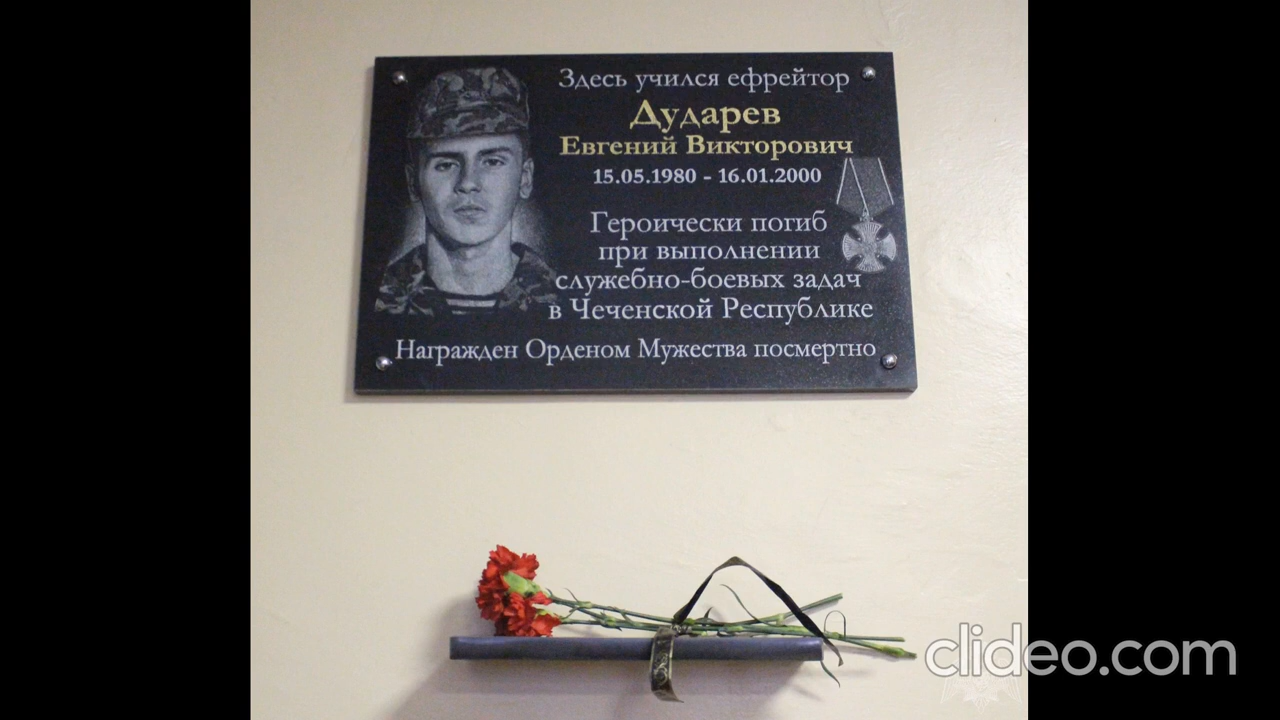 Здесь учился ефрейтор
Дударев
Евгений Викторович
15.05.1980 - 16.01.2000
Героически погиб
при выполнении
служебно-боевых задач
в Чеченской Республике
Награжден Орденом Мужества посмертно
clideo.com